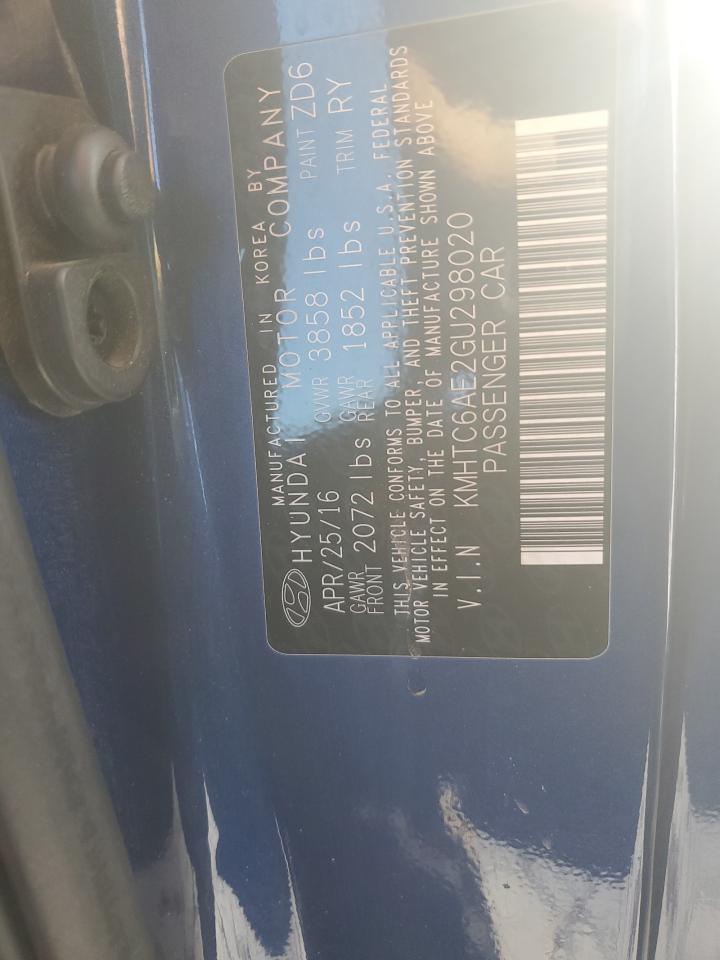 MANUFACTURED IN KOREA BY
HYUNDAI MOTOR COMPANY
APR/25/16 GVWR 3858 lbs PAINT ZD6
GAWR FRONT 2072 lbs GAWR REAR 1852 lbs TRIM RY
THIS VEHICLE CONFORMS TO ALL APPLICABLE U.S.A. FEDERAL
MOTOR VEHICLE SAFETY, BUMPER AND THEFT PREVENTION STANDARDS
IN EFFECT ON THE DATE OF MANUFACTURE SHOWN ABOVE
V.I.N KMHTC6AE2GU298020
PASSENGER CAR